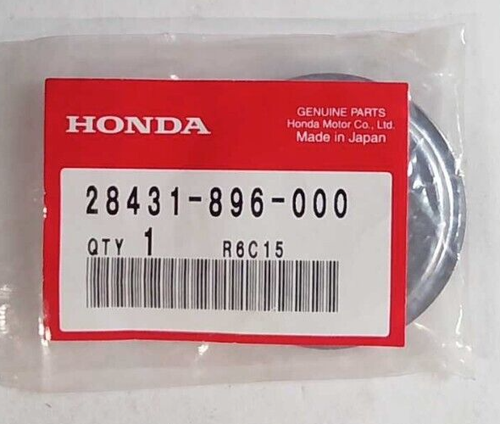 HONDA
GENUINE PARTS
Honda Motor Co., Ltd.
Made in Japan
28431-896-000
QTY 1 R6C15